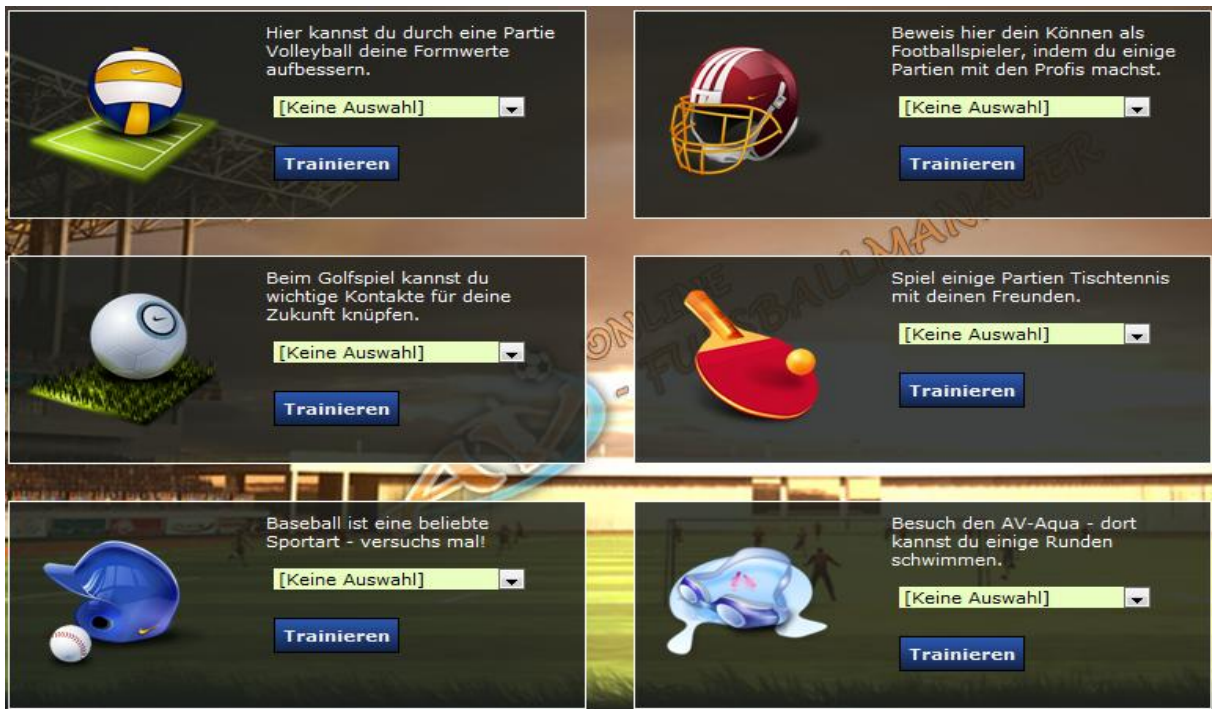 Hier kannst du durch eine Partie
Volleyball deine Formwerte
aufbessern.
[Keine Auswahl]
Trainieren
Beweis hier dein Können als
Footballspieler, indem du einige
Partien mit den Profis machst.
[Keine Auswahl]
Trainieren
Beim Golfspiel kannst du
wichtige Kontakte für deine
Zukunft knüpfen.
[Keine Auswahl]
Trainieren
Spiel einige Partien Tischtennis
mit deinen Freunden.
[Keine Auswahl]
Trainieren
Baseball ist eine beliebte
Sportart - versuchs mal!
[Keine Auswahl]
Trainieren
Besuch den AV-Aqua - dort
kannst du einige Runden
schwimmen.
[Keine Auswahl]
Trainieren
ONLINE
- FUSSBALLMANAGER